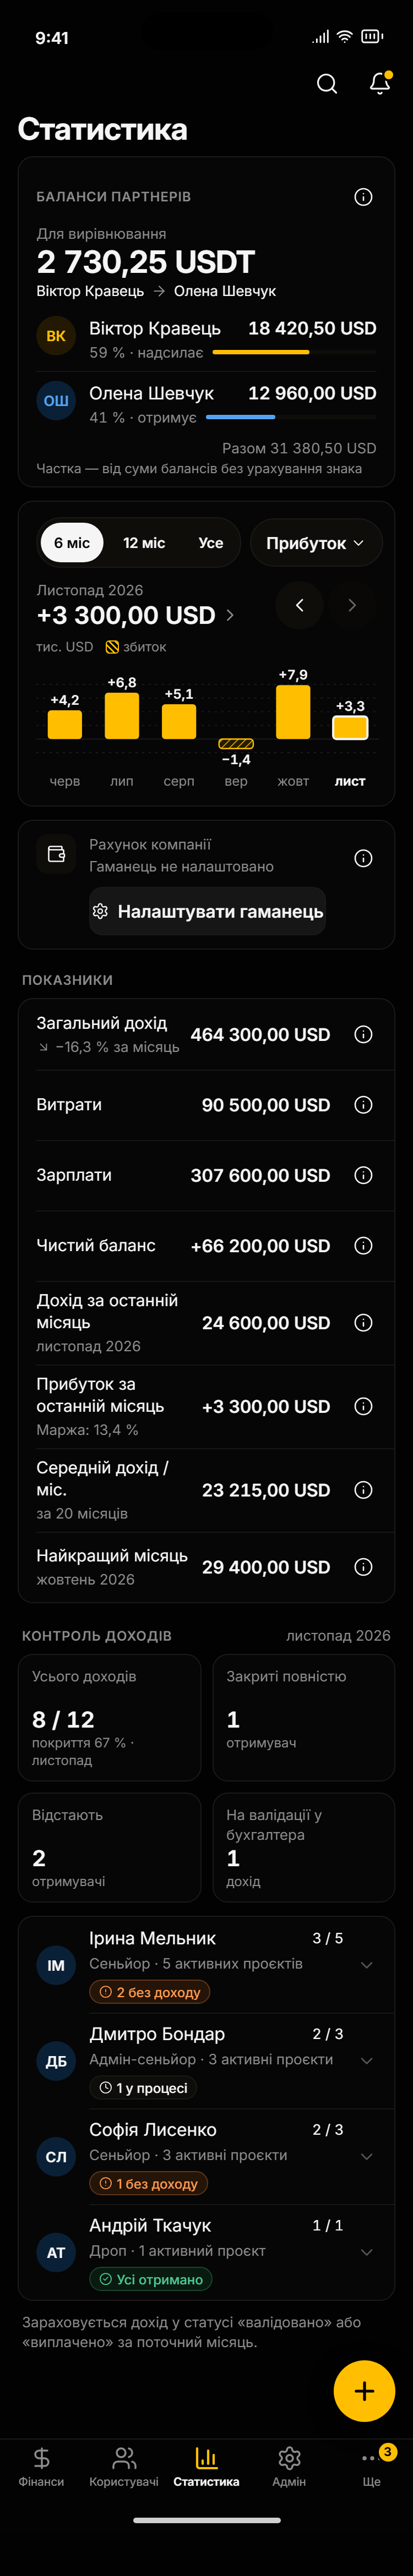 9:41
Статистика
БАЛАНСИ ПАРТНЕРІВ
Для вирівнювання
2 730,25 USDT
Віктор Кравець → Олена Шевчук
ВК
Віктор Кравець 18 420,50 USD
59 % · надсилає
ОШ
Олена Шевчук 12 960,00 USD
41 % · отримує
Разом 31 380,50 USD
Частка — від суми балансів без урахування знака
6 міс 12 міс Усе Прибуток
Листопад 2026
+3 300,00 USD
тис. USD збиток
+4,2 +6,8 +5,1 −1,4 +7,9 +3,3
черв лип серп вер жовт лист
Рахунок компанії
Гаманець не налаштовано
Налаштувати гаманець
ПОКАЗНИКИ
Загальний дохід 464 300,00 USD
↘ −16,3 % за місяць
Витрати 90 500,00 USD
Зарплати 307 600,00 USD
Чистий баланс +66 200,00 USD
Дохід за останній
місяць 24 600,00 USD
листопад 2026
Прибуток за
останній місяць +3 300,00 USD
Маржа: 13,4 %
Середній дохід /
міс. 23 215,00 USD
за 20 місяців
Найкращий місяць 29 400,00 USD
жовтень 2026
КОНТРОЛЬ ДОХОДІВ листопад 2026
Усього доходів
8 / 12
покриття 67 % ·
листопад
Закриті повністю
1
отримувач
Відстають
2
отримувачі
На валідації у
бухгалтера
1
дохід
ІМ
Ірина Мельник 3 / 5
Сеньйор · 5 активних проєктів
2 без доходу
ДБ
Дмитро Бондар 2 / 3
Адмін-сеньйор · 3 активні проєкти
1 у процесі
СЛ
Софія Лисенко 2 / 3
Сеньйор · 3 активні проєкти
1 без доходу
АТ
Андрій Ткачук 1 / 1
Дроп · 1 активний проєкт
Усі отримано
Зараховується дохід у статусі «валідовано» або
«виплачено» за поточний місяць.
3
Фінанси Користувачі Статистика Адмін Ще